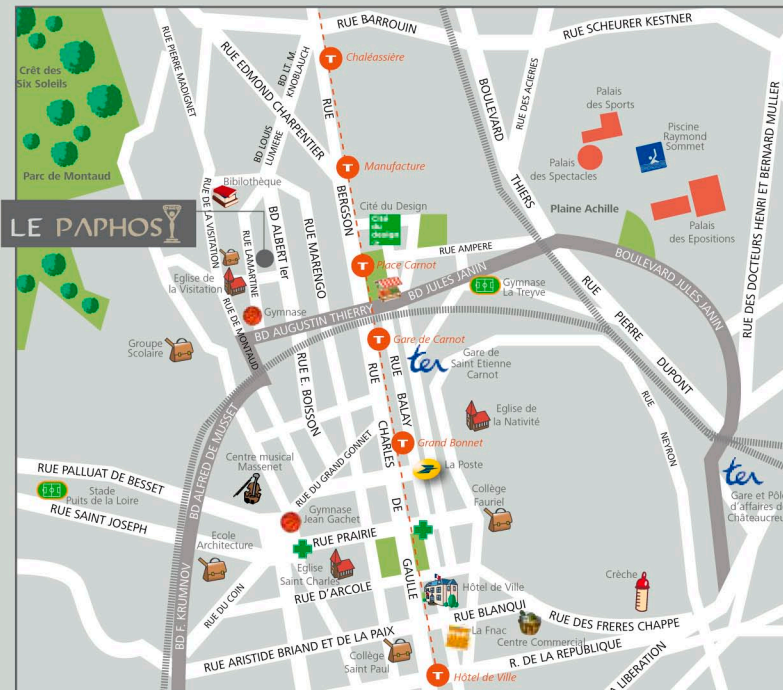 RUE BARROUIN
RUE SCHEURER KESTNER
RUE PIERRE MADIGNET
RUE EDMOND CHARPENTIER
BD LT. M.
KNOBLAUCH
T
Chaléassière
Crêt des
Six Soleils
RUE
BERGSON
BOULEVARD
THIERS
RUE DES ACIERIES
Palais
des Sports
Piscine
Raymond
Sommet
Palais
des Spectacles
RUE DES DOCTEURS HENRI ET BERNARD MULLER
BD LOUIS
LUMIERE
T
Manufacture
Parc de Montaud
Bibilothèque
Plaine Achille
Palais
des Epositions
LE PAPHOS
RUE DE LA VISITATION
RUE LAMARTINE
BD ALBERT Ier
RUE MARENGO
Cité du Design
Cité
du
design
RUE AMPERE
T
Place Carnot
BOULEVARD JULES JANIN
Eglise de
la Visitation
BD JULES JANIN
Gymnase
La Treyve
Gymnase
RUE DE MONTAUD
BD AUGUSTIN THIERRY
RUE PIERRE DUPONT
Groupe
Scolaire
T
Gare de Carnot
ter
Gare de
Saint Etienne
Carnot
RUE E. BOISSON
RUE
CHARLES
DE
GAULLE
RUE
BALAY
RUE
NEYRON
Eglise de
la Nativité
BD ALFRED DE MUSSET
RUE DU GRAND GONNET
T
Grand Bonnet
La Poste
Centre musical
Massenet
RUE PALLUAT DE BESSET
Stade
Puits de la Loire
RUE SAINT JOSEPH
ter
Gare et Pôle
d'affaires de
Châteaucreu
Collège
Fauriel
Gymnase
Jean Gachet
RUE PRAIRIE
Ecole
Architecture
Eglise
Saint Charles
RUE D'ARCOLE
RUE DU COIN
Hôtel de Ville
Crèche
RUE BLANQUI
RUE DES FRERES CHAPPE
BD F. KRUMNOV
La Fnac
Centre Commercial
RUE ARISTIDE BRIAND ET DE LA PAIX
R. DE LA REPUBLIQUE
Collège
Saint Paul
T
Hôtel de Ville
LA LIBERATION